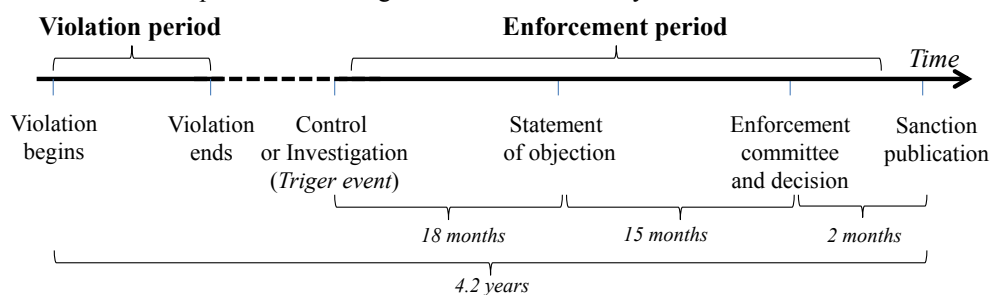 Violation period
Enforcement period
Time
Violation
begins
Violation
ends
Control
or Investigation
(Triger event)
Statement
of objection
Enforcement
committee
and decision
Sanction
publication
18 months
15 months
2 months
4.2 years